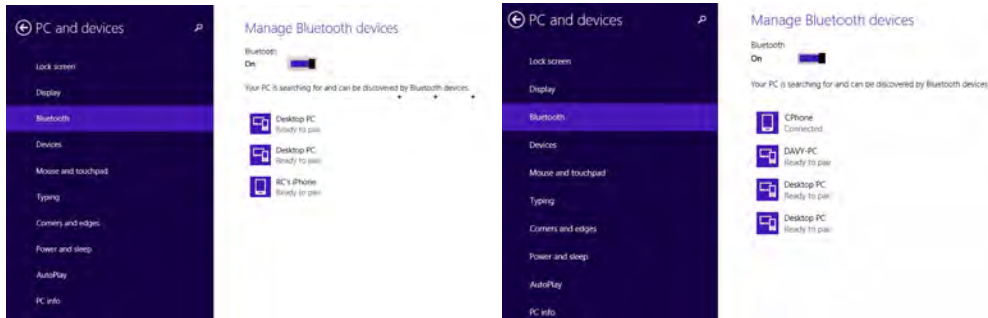 PC and devices
Lock screen
Display
Bluetooth
Devices
Mouse and touchpad
Typing
Corners and edges
Power and sleep
AutoPlay
PC info
Manage Bluetooth devices
Bluetooth
On
Your PC is searching for and can be discovered by Bluetooth devices.
Desktop PC
Ready to pair
Desktop PC
Ready to pair
RC's iPhone
Ready to pair
PC and devices
Lock screen
Display
Bluetooth
Devices
Mouse and touchpad
Typing
Corners and edges
Power and sleep
AutoPlay
PC info
Manage Bluetooth devices
Bluetooth
On
Your PC is searching for and can be discovered by Bluetooth devices
CPhone
Connected
DAVY-PC
Ready to pair
Desktop PC
Ready to pair
Desktop PC
Ready to pair